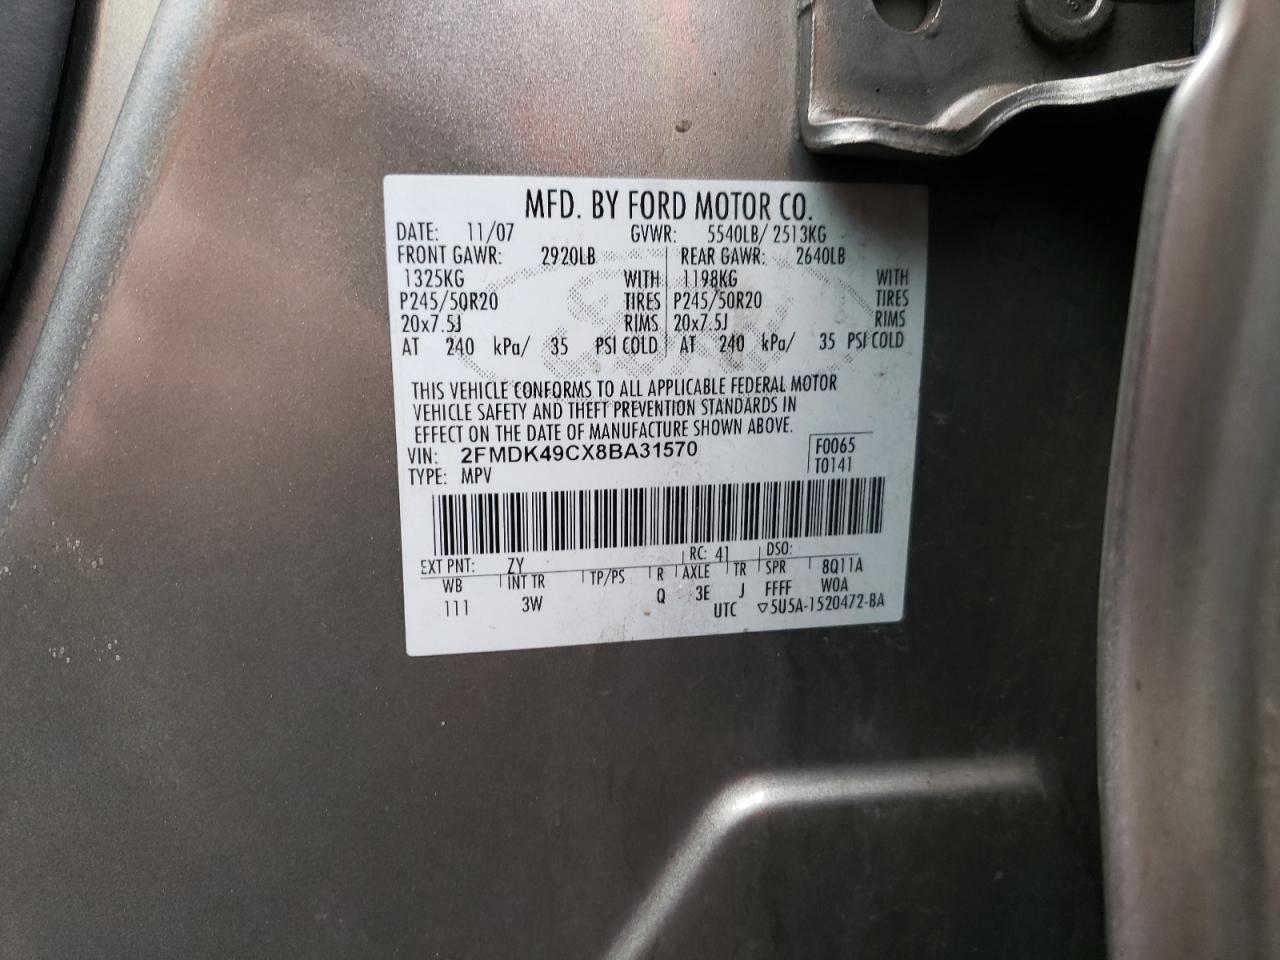 MFD. BY FORD MOTOR CO.
DATE: 11/07 GVWR: 5540LB/ 2513KG
FRONT GAWR: 2920LB REAR GAWR: 2640LB
1325KG WITH 1198KG WITH
P245/50R20 TIRES P245/50R20 TIRES
20x7.5J RIMS 20x7.5J RIMS
AT 240 kPa/ 35 PSI COLD AT 240 kPa/ 35 PSI COLD
THIS VEHICLE CONFORMS TO ALL APPLICABLE FEDERAL MOTOR
VEHICLE SAFETY AND THEFT PREVENTION STANDARDS IN
EFFECT ON THE DATE OF MANUFACTURE SHOWN ABOVE.
VIN: 2FMDK49CX8BA31570 F0065
TYPE: MPV T0141
EXT PNT: ZY RC: 41 DSO:
WB INT TR TP/PS R AXLE TR SPR 8Q11A
111 3W Q 3E J FFFF WOA
UTC ▽5U5A-1520472-BA